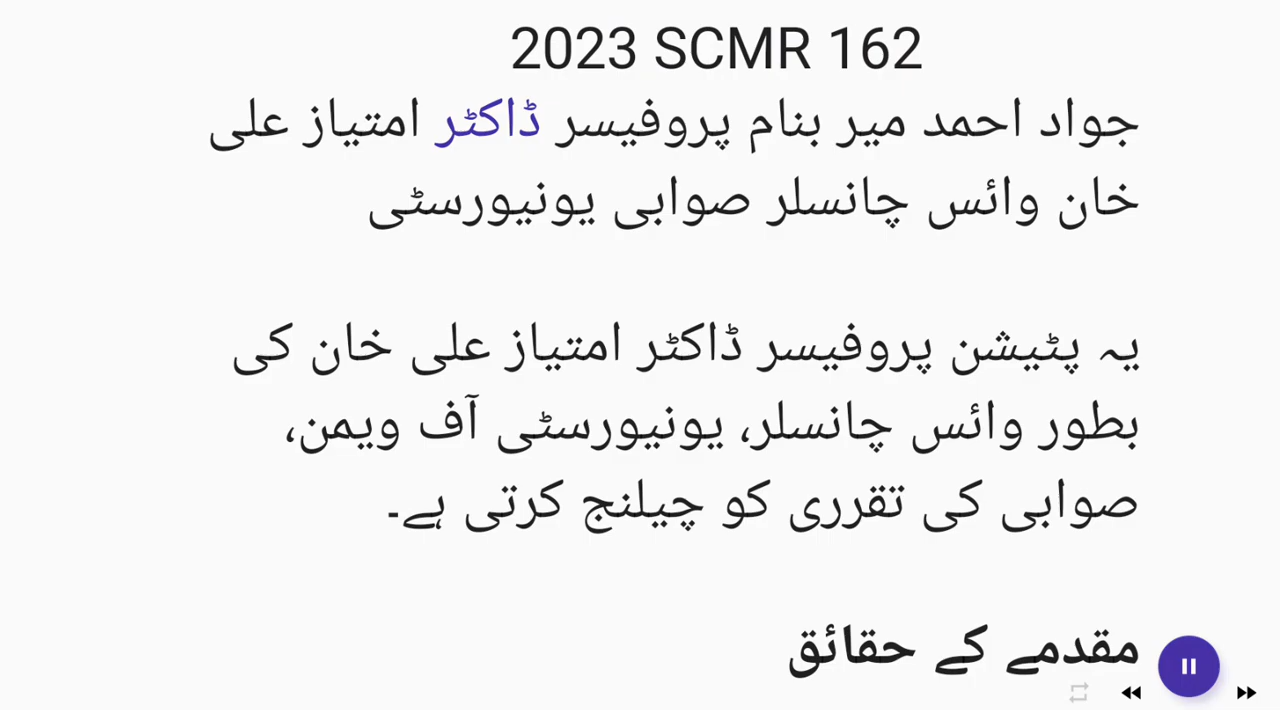 2023 SCMR 162
جواد احمد میر بنام پروفیسر ڈاکٹر امتیاز علی
خان وائس چانسلر صوابی یونیورسٹی
یہ پٹیشن پروفیسر ڈاکٹر امتیاز علی خان کی
بطور وائس چانسلر، یونیورسٹی آف ویمن،
صوابی کی تقرری کو چیلنج کرتی ہے۔
مقدمے کے حقائق